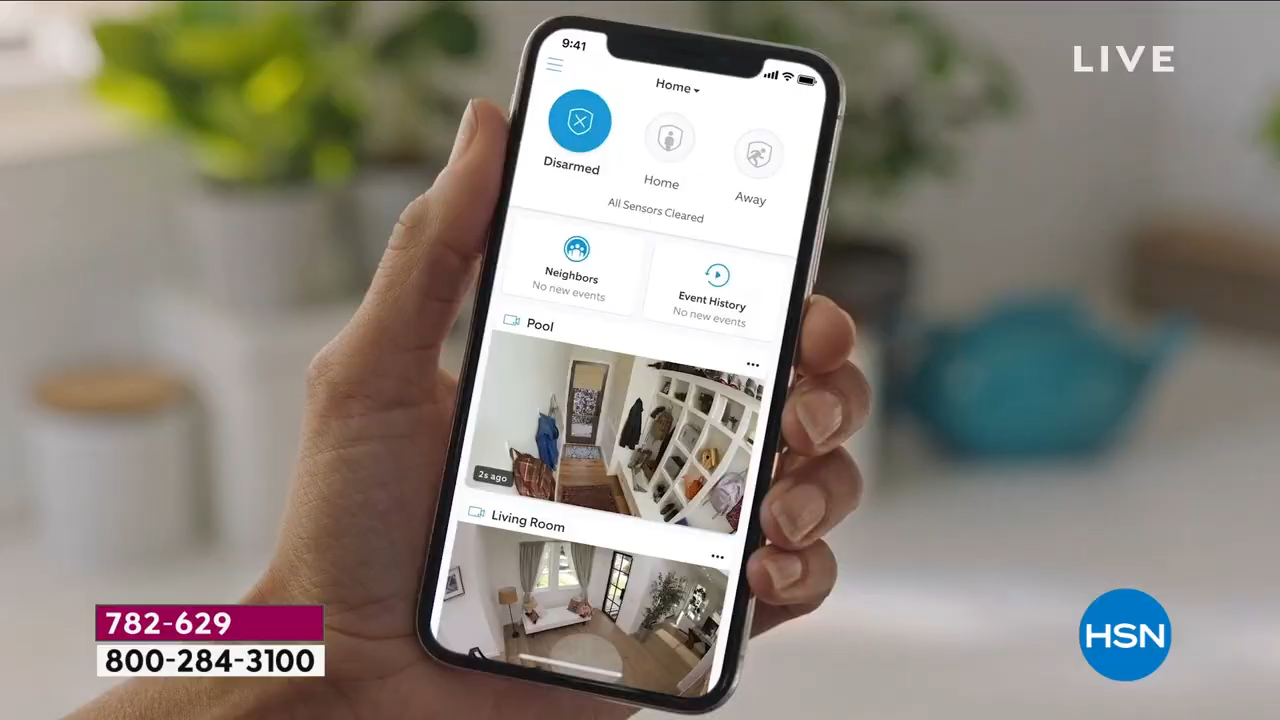 LIVE
9:41
Home
Disarmed
Home
Away
All Sensors Cleared
Neighbors
No new events
Event History
No new events
Pool
2s ago
Living Room
782-629
800-284-3100
HSN